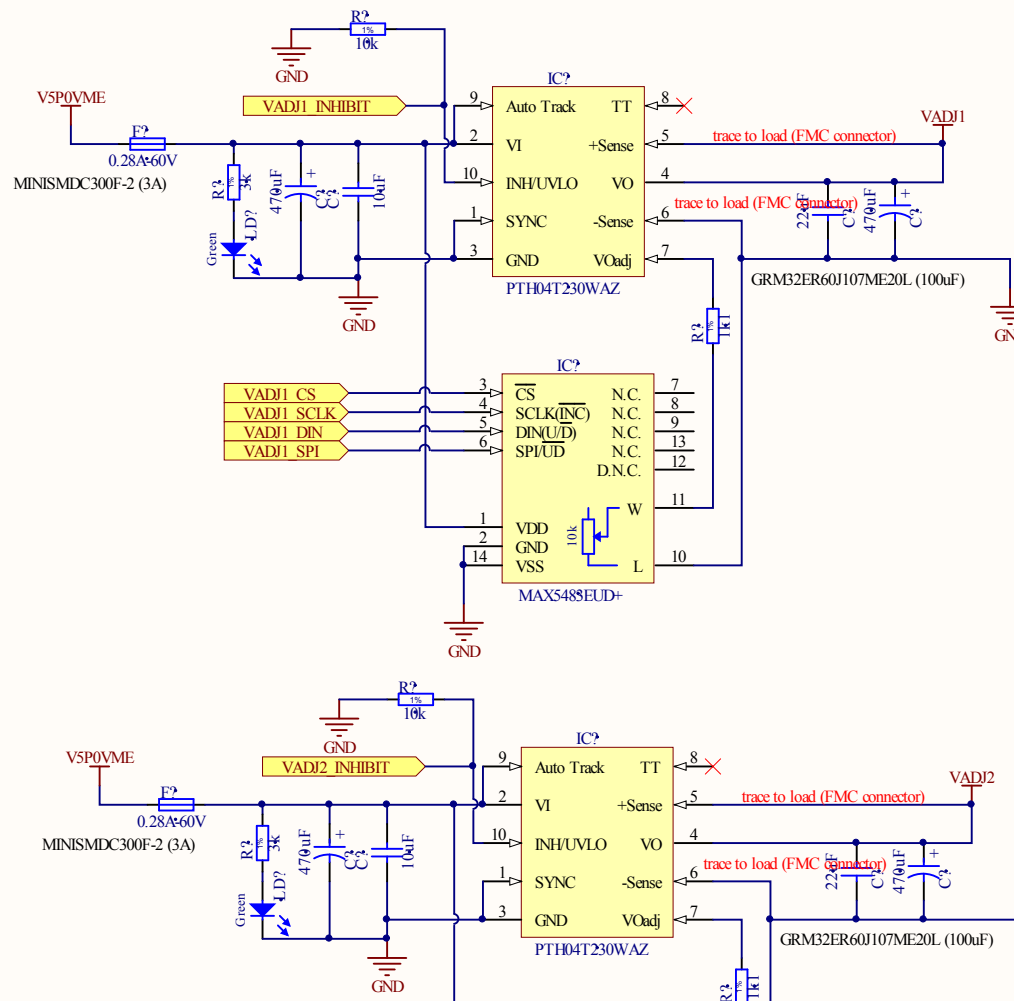 R?
1%
10k
GND
IC?
V5P0VME
VADJ1_INHIBIT
9
Auto Track
TT
8
VADJ1
F?
2
VI
+Sense
5
trace to load (FMC connector)
0.28A-60V
MINISMDC300F-2 (3A)
R?
1%
3k
470uF
+
C?
C?
10uF
10
INH/UVLO
VO
4
trace to load (FMC connector)
22uF
C?
470uF
+
C?
Green
LD?
1
SYNC
-Sense
6
3
GND
VOadj
7
PTH04T230WAZ
GRM32ER60J107ME20L (100uF)
GND
GND
R?
1%
1k1
IC?
VADJ1_CS
3
CS
N.C.
7
VADJ1_SCLK
4
SCLK(INC)
N.C.
8
VADJ1_DIN
5
DIN(U/D)
N.C.
9
VADJ1_SPI
6
SPI/UD
N.C.
13
D.N.C.
12
10k
W
11
1
VDD
2
GND
14
VSS
L
10
MAX5483EUD+
GND
R?
1%
10k
GND
IC?
V5P0VME
VADJ2_INHIBIT
9
Auto Track
TT
8
VADJ2
F?
2
VI
+Sense
5
trace to load (FMC connector)
0.28A-60V
MINISMDC300F-2 (3A)
R?
1%
3k
470uF
+
C?
C?
10uF
10
INH/UVLO
VO
4
trace to load (FMC connector)
22uF
C?
470uF
+
C?
Green
LD?
1
SYNC
-Sense
6
3
GND
VOadj
7
PTH04T230WAZ
GRM32ER60J107ME20L (100uF)
GND
R?
1%
1k1